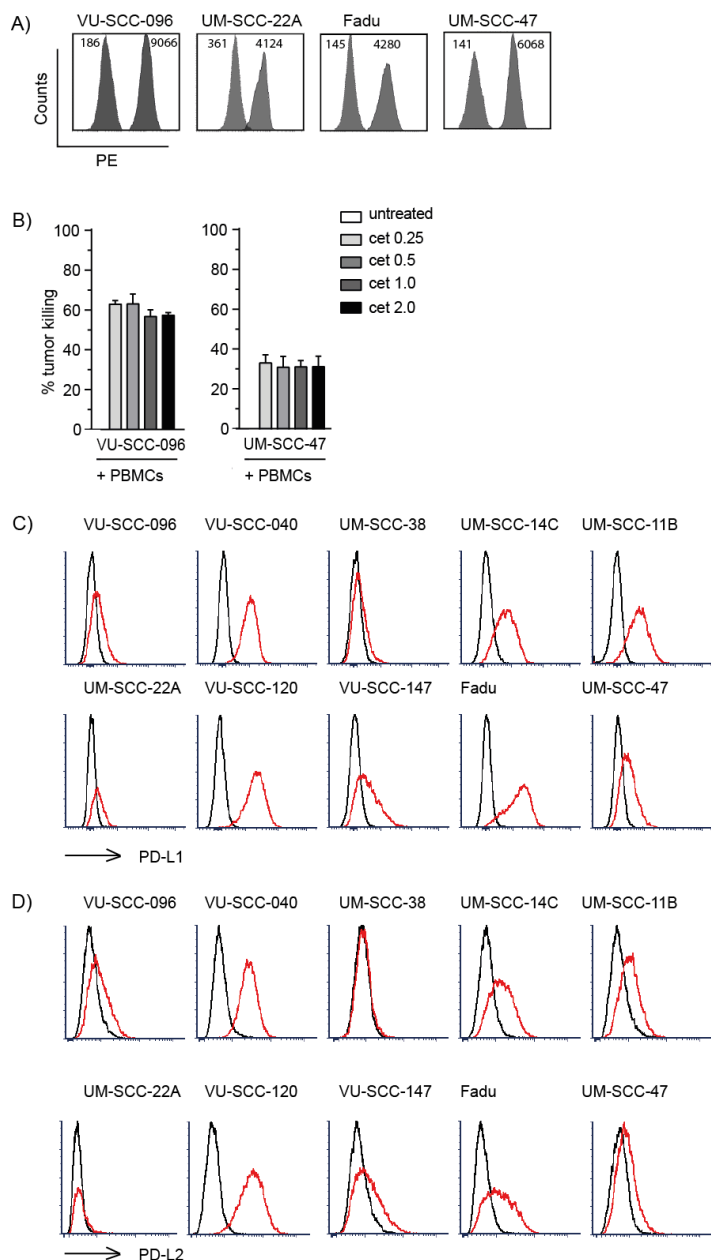 A)
VU-SCC-096 UM-SCC-22A Fadu UM-SCC-47
186 9066 361 4124 145 4280 141 6068
Counts
PE
B)
untreated
cet 0.25
cet 0.5
cet 1.0
cet 2.0
100 100
80 80
60 60
40 40
20 20
0 0
% tumor killing
VU-SCC-096 UM-SCC-47
+ PBMCs + PBMCs
C)
VU-SCC-096 VU-SCC-040 UM-SCC-38 UM-SCC-14C UM-SCC-11B
UM-SCC-22A VU-SCC-120 VU-SCC-147 Fadu UM-SCC-47
PD-L1
D)
VU-SCC-096 VU-SCC-040 UM-SCC-38 UM-SCC-14C UM-SCC-11B
UM-SCC-22A VU-SCC-120 VU-SCC-147 Fadu UM-SCC-47
PD-L2